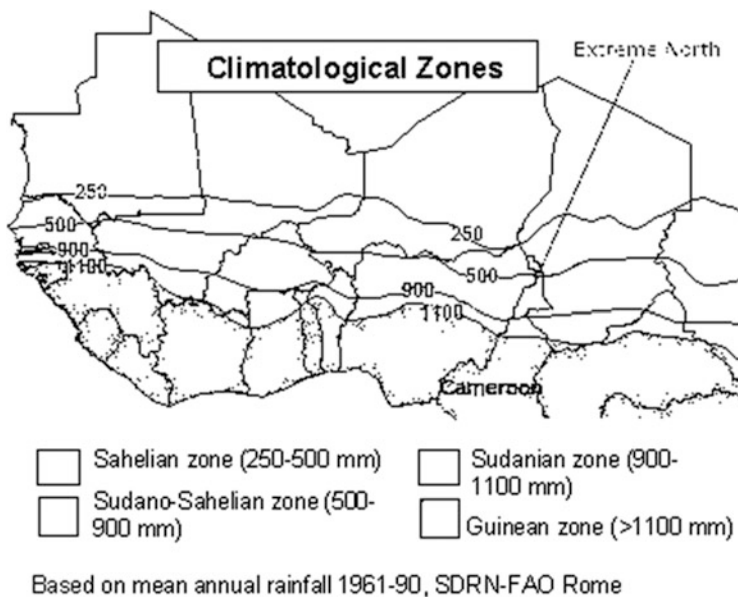 Climatological Zones
Extreme North
250
500
900
1100
250
500
900
1100
Cameroon
Sahelian zone (250-500 mm)
Sudano-Sahelian zone (500-
900 mm)
Sudanian zone (900-
1100 mm)
Guinean zone (>1100 mm)
Based on mean annual rainfall 1961-90, SDRN-FAO Rome